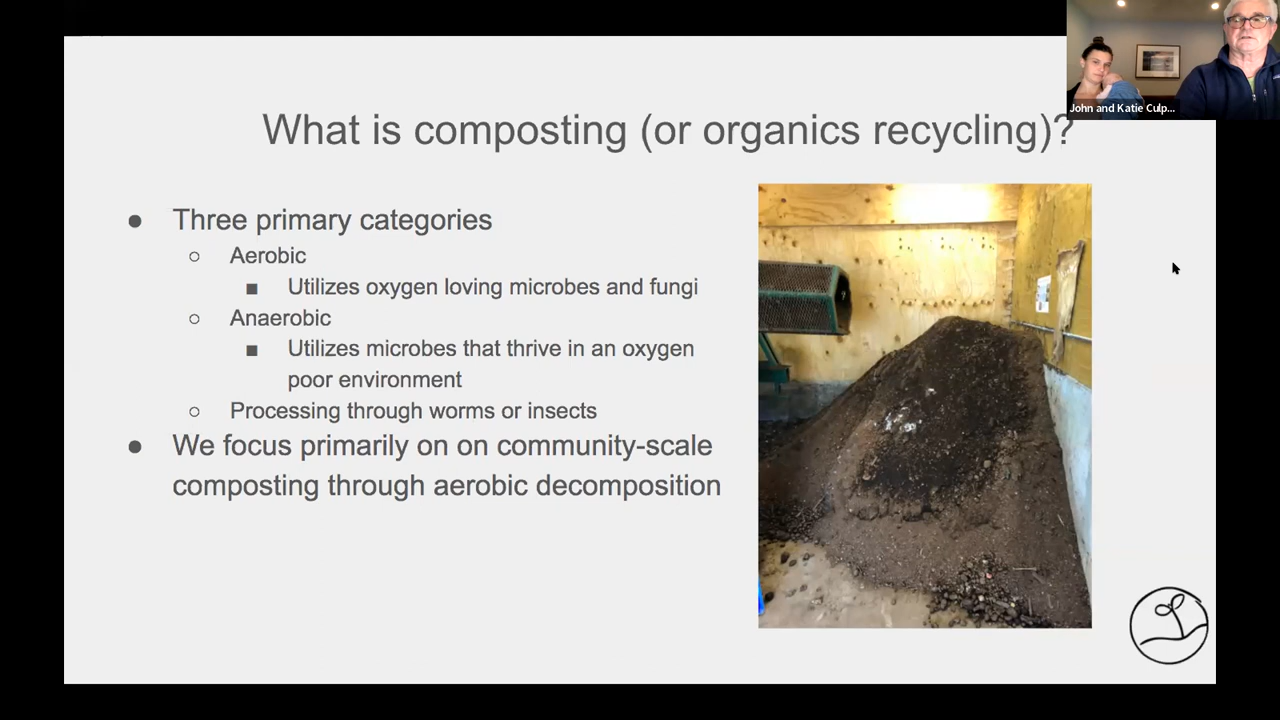 John and Katie Culp...
What is composting (or organics recycling)?
● Three primary categories
○ Aerobic
■ Utilizes oxygen loving microbes and fungi
○ Anaerobic
■ Utilizes microbes that thrive in an oxygen
poor environment
○ Processing through worms or insects
● We focus primarily on on community-scale
composting through aerobic decomposition